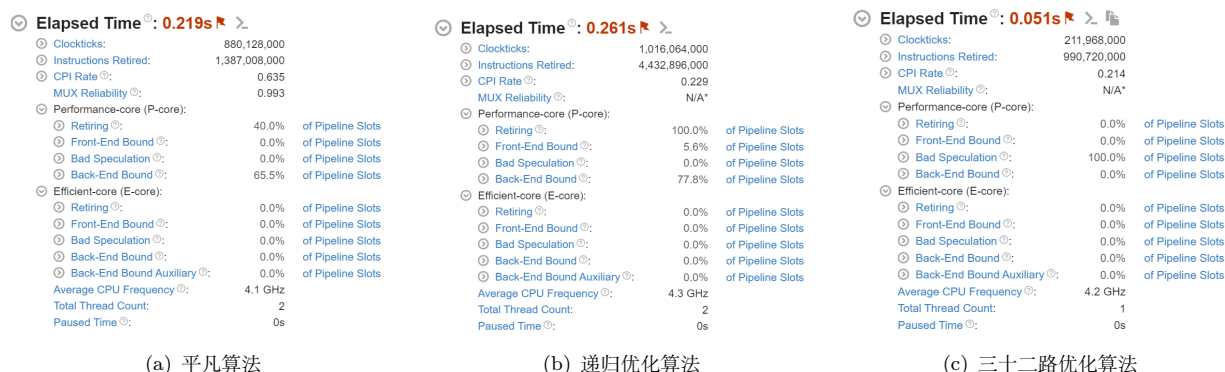 Elapsed Time: 0.219s
Clockticks: 880,128,000
Instructions Retired: 1,387,008,000
CPI Rate: 0.635
MUX Reliability: 0.993
Performance-core (P-core):
Retiring: 40.0% of Pipeline Slots
Front-End Bound: 0.0% of Pipeline Slots
Bad Speculation: 0.0% of Pipeline Slots
Back-End Bound: 65.5% of Pipeline Slots
Efficient-core (E-core):
Retiring: 0.0% of Pipeline Slots
Front-End Bound: 0.0% of Pipeline Slots
Bad Speculation: 0.0% of Pipeline Slots
Back-End Bound: 0.0% of Pipeline Slots
Back-End Bound Auxiliary: 0.0% of Pipeline Slots
Average CPU Frequency: 4.1 GHz
Total Thread Count: 2
Paused Time: 0s
(a) 平凡算法
Elapsed Time: 0.261s
Clockticks: 1,016,064,000
Instructions Retired: 4,432,896,000
CPI Rate: 0.229
MUX Reliability: N/A*
Performance-core (P-core):
Retiring: 100.0% of Pipeline Slots
Front-End Bound: 5.6% of Pipeline Slots
Bad Speculation: 0.0% of Pipeline Slots
Back-End Bound: 77.8% of Pipeline Slots
Efficient-core (E-core):
Retiring: 0.0% of Pipeline Slots
Front-End Bound: 0.0% of Pipeline Slots
Bad Speculation: 0.0% of Pipeline Slots
Back-End Bound: 0.0% of Pipeline Slots
Back-End Bound Auxiliary: 0.0% of Pipeline Slots
Average CPU Frequency: 4.3 GHz
Total Thread Count: 2
Paused Time: 0s
(b) 递归优化算法
Elapsed Time: 0.051s
Clockticks: 211,968,000
Instructions Retired: 990,720,000
CPI Rate: 0.214
MUX Reliability: N/A*
Performance-core (P-core):
Retiring: 0.0% of Pipeline Slots
Front-End Bound: 0.0% of Pipeline Slots
Bad Speculation: 100.0% of Pipeline Slots
Back-End Bound: 0.0% of Pipeline Slots
Efficient-core (E-core):
Retiring: 0.0% of Pipeline Slots
Front-End Bound: 0.0% of Pipeline Slots
Bad Speculation: 0.0% of Pipeline Slots
Back-End Bound: 0.0% of Pipeline Slots
Back-End Bound Auxiliary: 0.0% of Pipeline Slots
Average CPU Frequency: 4.2 GHz
Total Thread Count: 1
Paused Time: 0s
(c) 三十二路优化算法